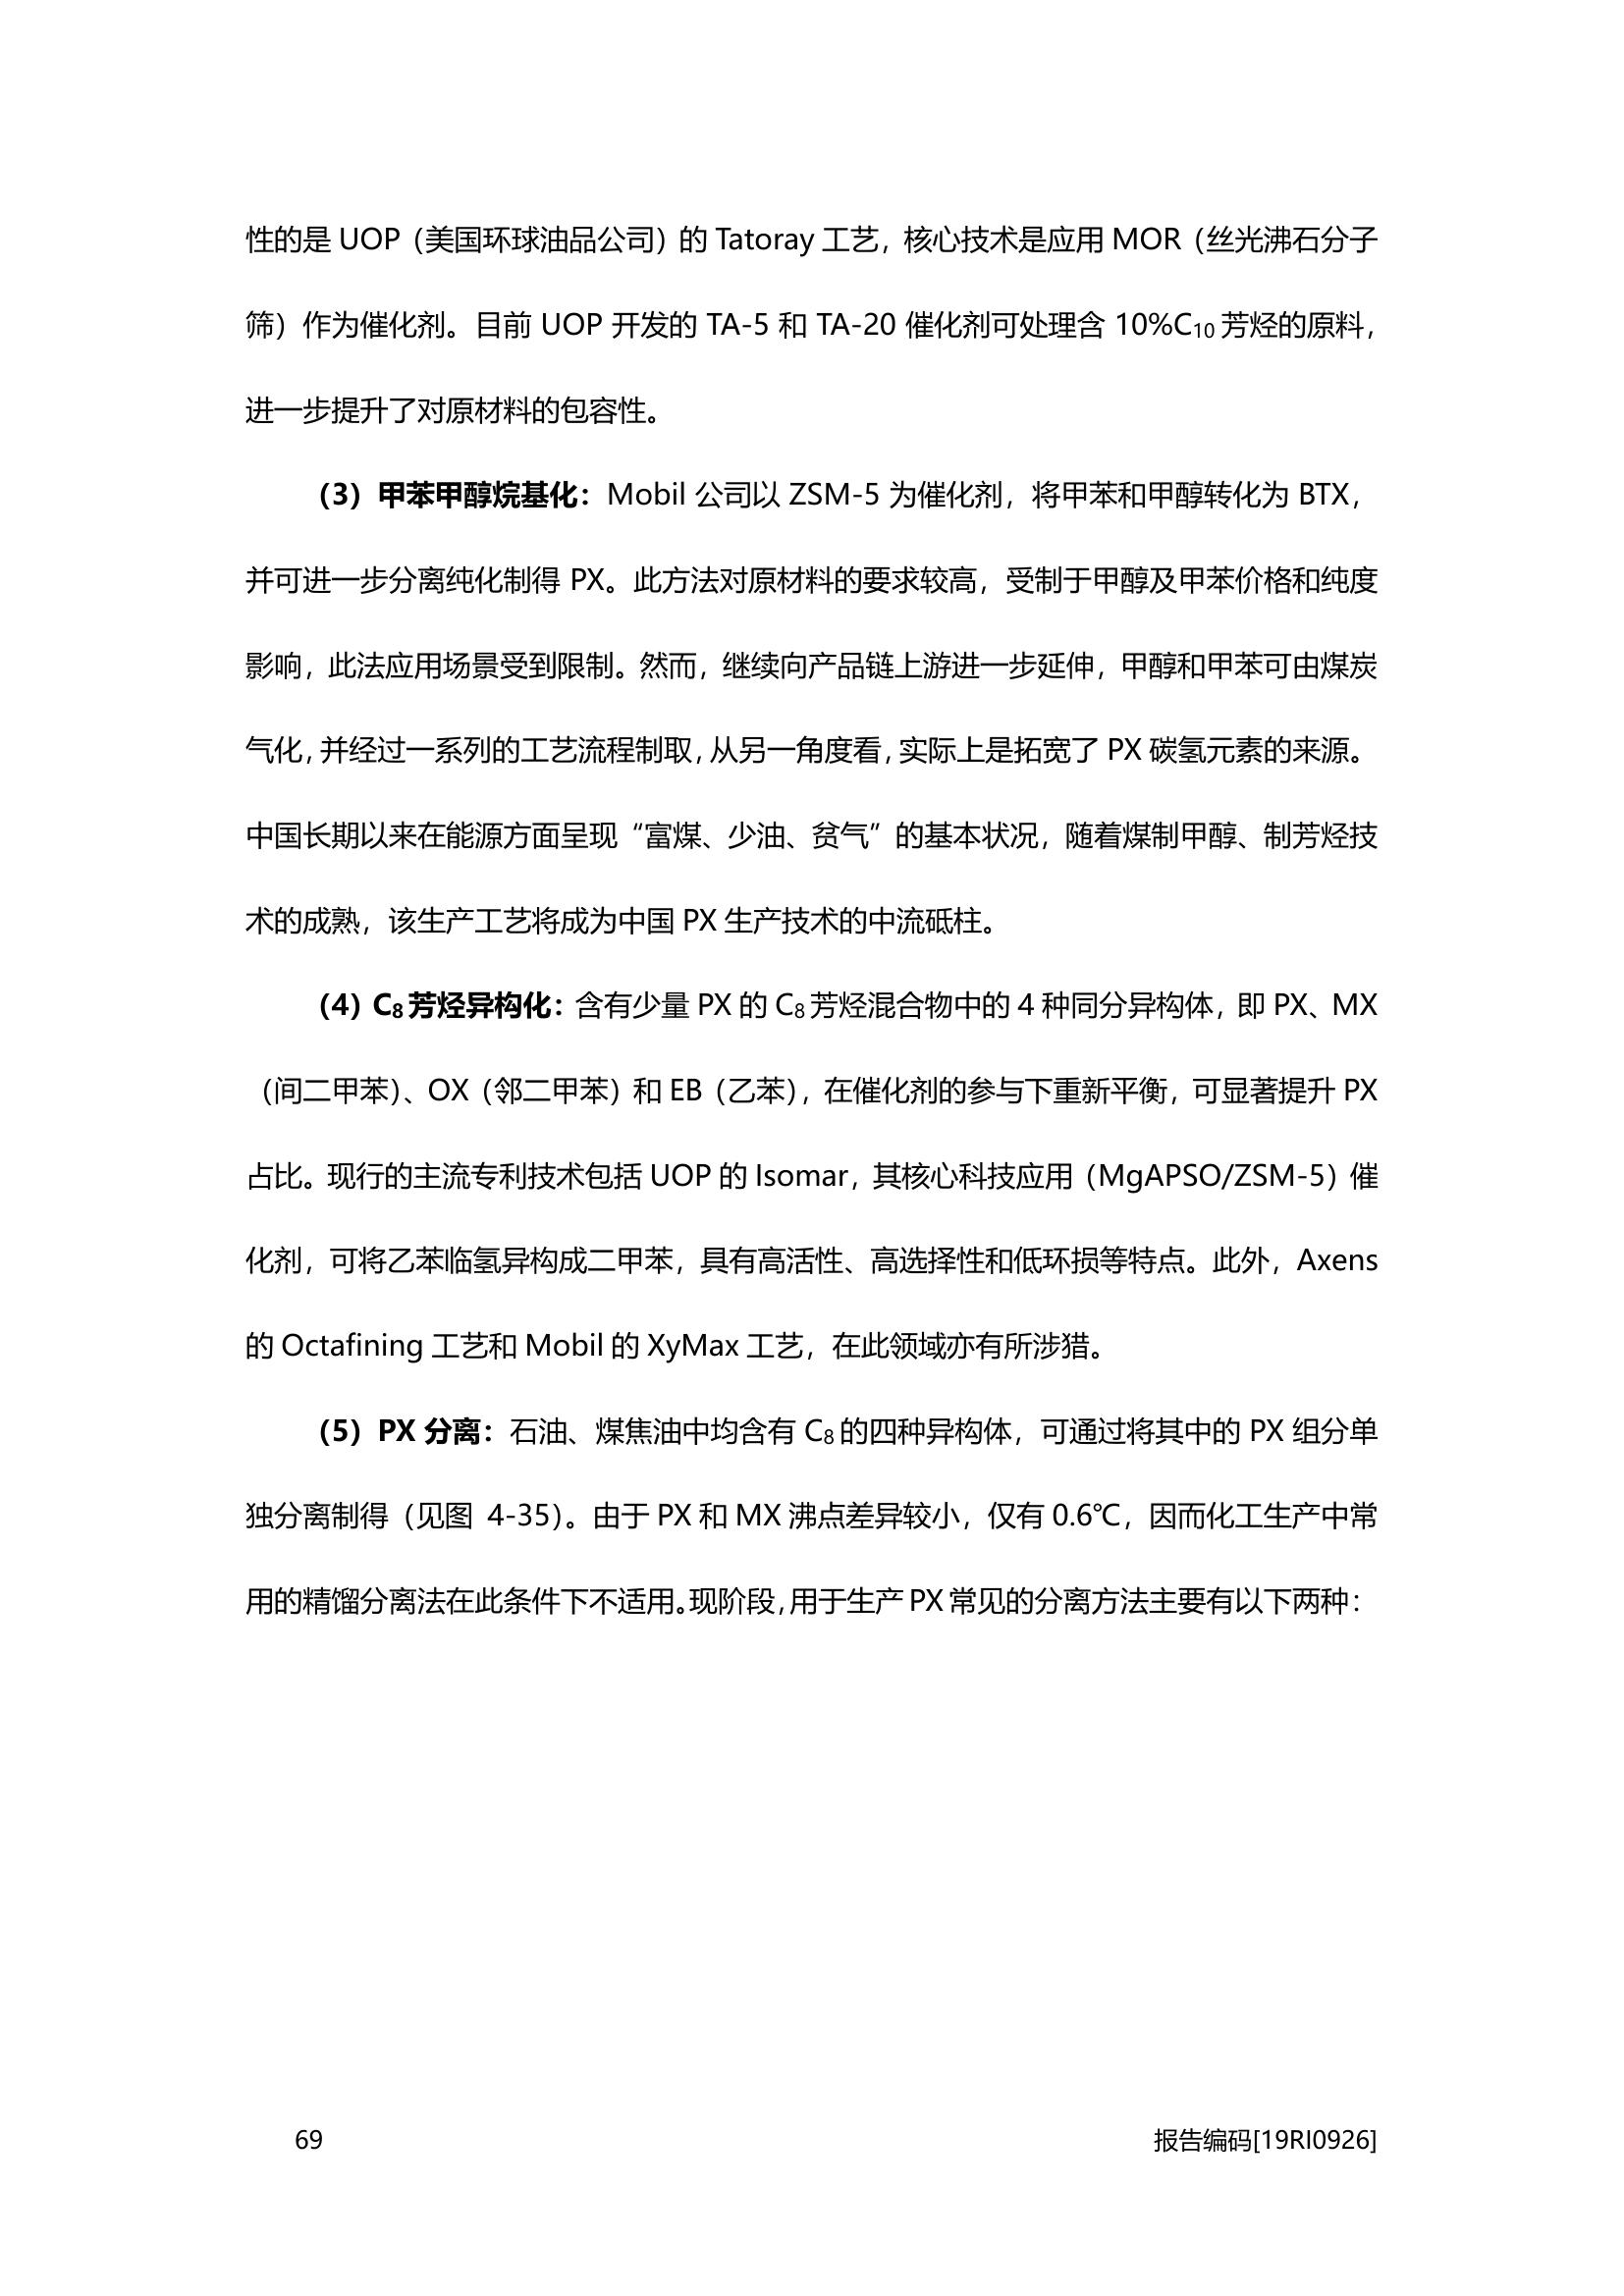 性的是 UOP（美国环球油品公司）的 Tatoray 工艺，核心技术是应用 MOR（丝光沸石分子
筛）作为催化剂。目前 UOP 开发的 TA-5 和 TA-20 催化剂可处理含 10%C₁₀ 芳烃的原料，
进一步提升了对原材料的包容性。
（3）甲苯甲醇烷基化：Mobil 公司以 ZSM-5 为催化剂，将甲苯和甲醇转化为 BTX，
并可进一步分离纯化制得 PX。此方法对原材料的要求较高，受制于甲醇及甲苯价格和纯度
影响，此法应用场景受到限制。然而，继续向产品链上游进一步延伸，甲醇和甲苯可由煤炭
气化，并经过一系列的工艺流程制取，从另一角度看，实际上是拓宽了 PX 碳氢元素的来源。
中国长期以来在能源方面呈现“富煤、少油、贫气”的基本状况，随着煤制甲醇、制芳烃技
术的成熟，该生产工艺将成为中国 PX 生产技术的中流砥柱。
（4）C₈ 芳烃异构化：含有少量 PX 的 C₈ 芳烃混合物中的 4 种同分异构体，即 PX、MX
（间二甲苯）、OX（邻二甲苯）和 EB（乙苯），在催化剂的参与下重新平衡，可显著提升 PX
占比。现行的主流专利技术包括 UOP 的 Isomar，其核心科技应用（MgAPSO/ZSM-5）催
化剂，可将乙苯临氢异构成二甲苯，具有高活性、高选择性和低环损等特点。此外，Axens
的 Octafining 工艺和 Mobil 的 XyMax 工艺，在此领域亦有所涉猎。
（5）PX 分离：石油、煤焦油中均含有 C₈ 的四种异构体，可通过将其中的 PX 组分单
独分离制得（见图 4-35）。由于 PX 和 MX 沸点差异较小，仅有 0.6℃，因而化工生产中常
用的精馏分离法在此条件下不适用。现阶段，用于生产 PX 常见的分离方法主要有以下两种：
69 报告编码[19RI0926]